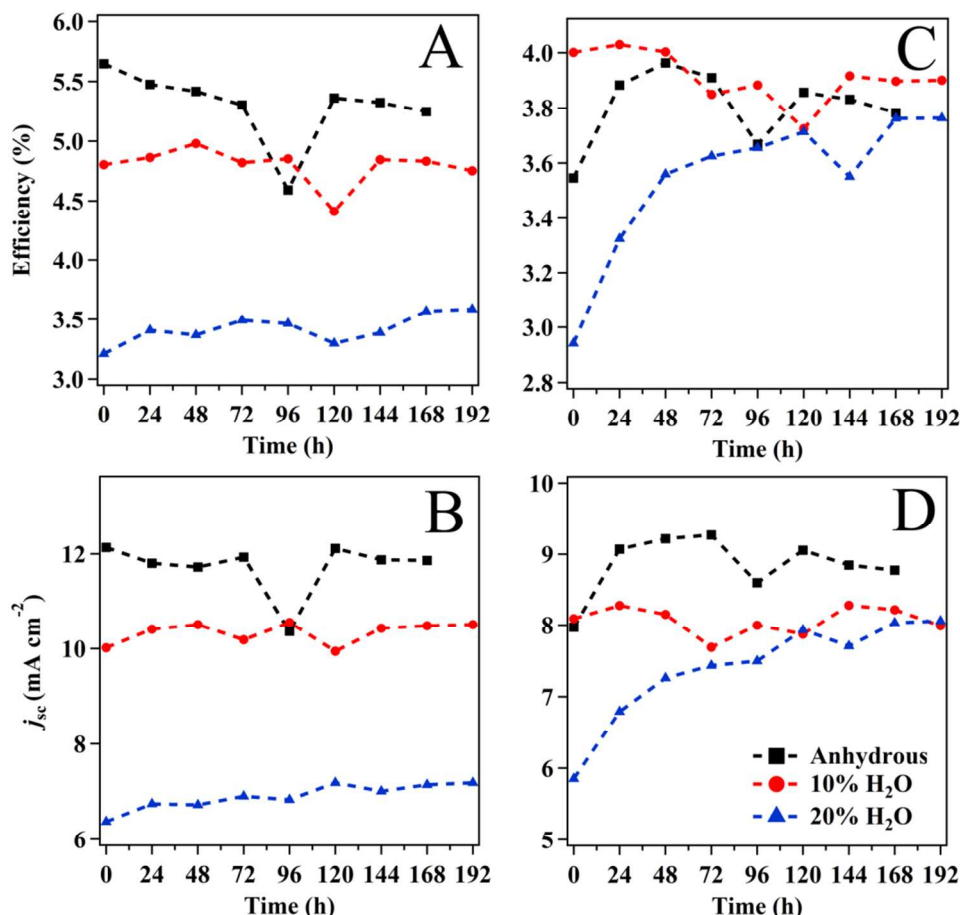 A
Efficiency (%)
6.0
5.5
5.0
4.5
4.0
3.5
3.0
0 24 48 72 96 120 144 168 192
Time (h)
C
4.0
3.8
3.6
3.4
3.2
3.0
2.8
0 24 48 72 96 120 144 168 192
Time (h)
B
jsc (mA cm-2)
12
10
8
6
0 24 48 72 96 120 144 168 192
Time (h)
D
10
9
8
7
6
5
Anhydrous
10% H2O
20% H2O
0 24 48 72 96 120 144 168 192
Time (h)